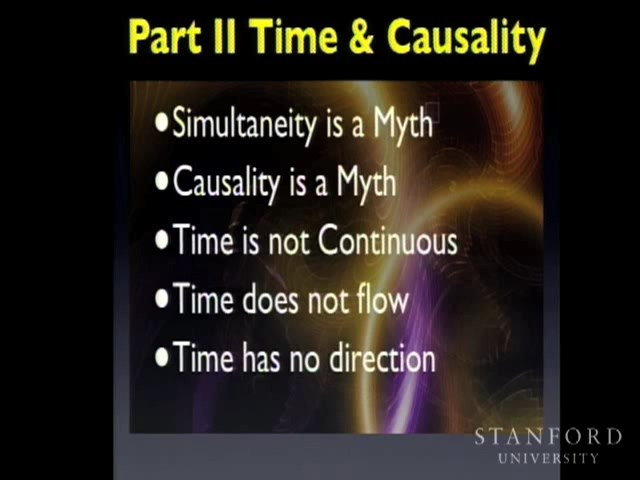 Part II Time & Causality
•Simultaneity is a Myth
•Causality is a Myth
•Time is not Continuous
•Time does not flow
•Time has no direction
STANFORD
UNIVERSITY